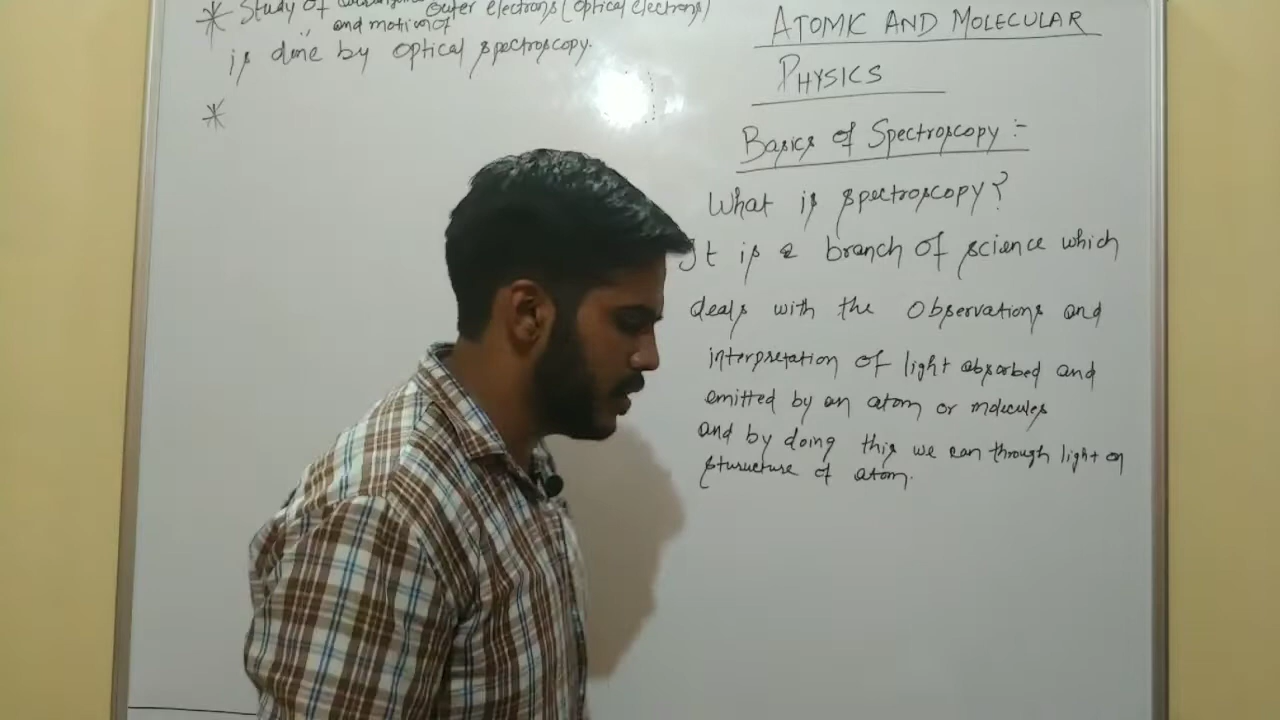 * Study of outer electrons (optical electrons)
and motion of
is done by optical spectroscopy.
*
ATOMIC AND MOLECULAR
PHYSICS
Basics of Spectroscopy :-
What is spectroscopy?
It is a branch of science which
deals with the Observations and
interpretation of light absorbed and
emitted by an atom or molecules
and by doing this we can through light on
sturucture of atom.